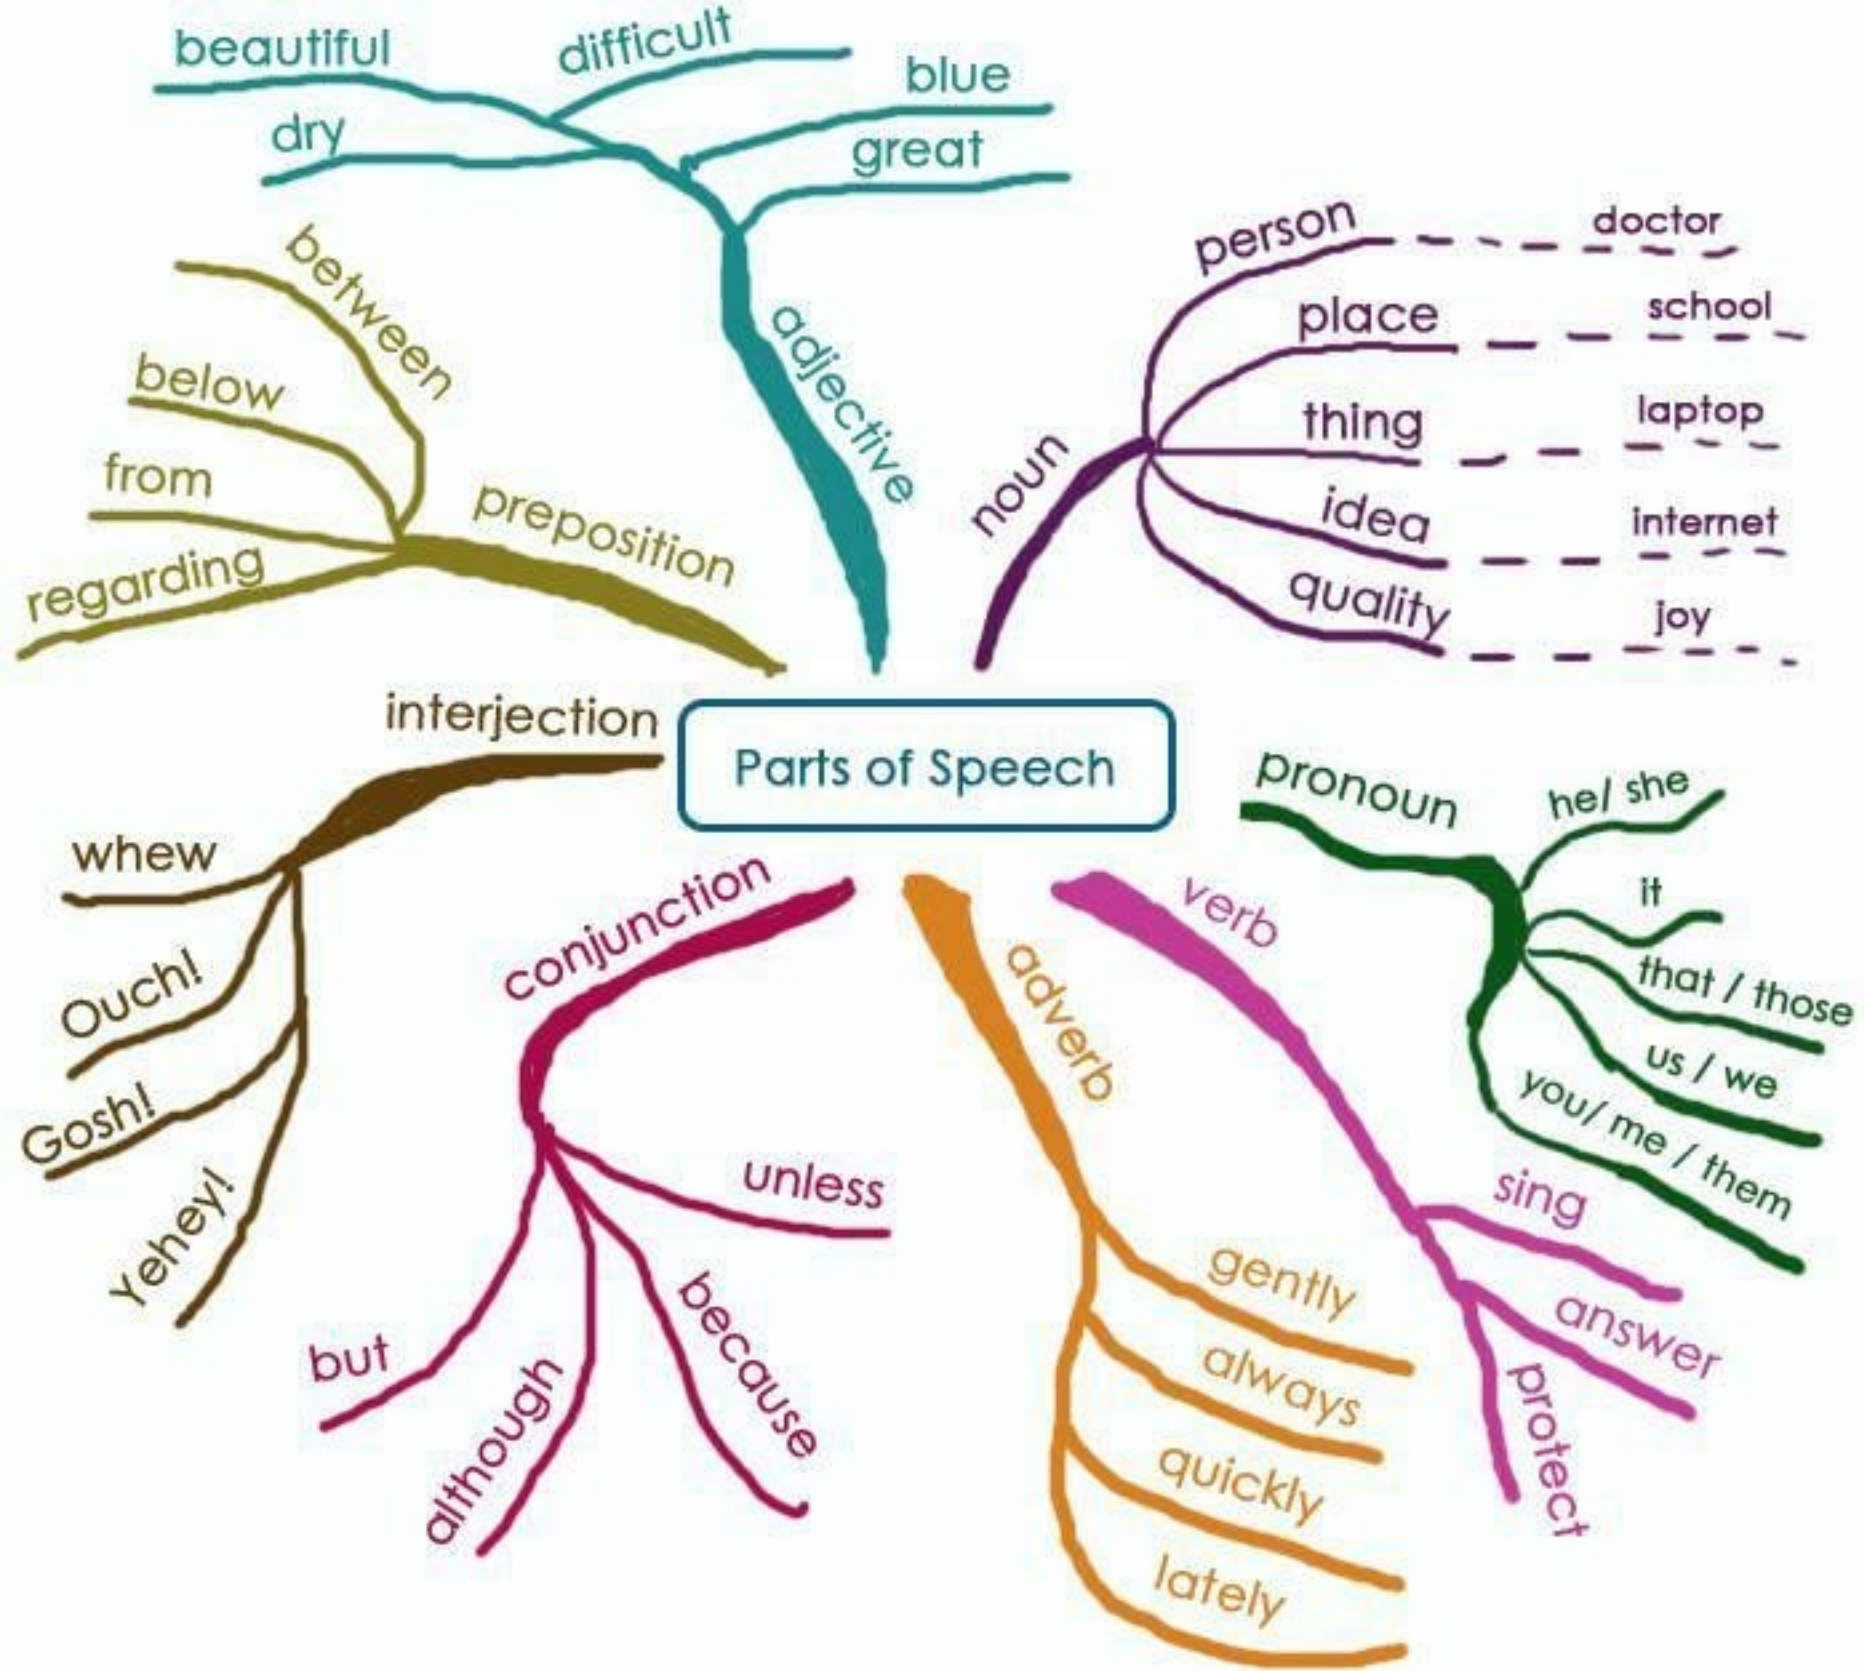 beautiful
difficult
blue
dry
great
adjective
between
below
from
regarding
preposition
noun
person
doctor
place
school
thing
laptop
idea
internet
quality
joy
interjection
whew
Ouch!
Gosh!
Yehey!
Parts of Speech
pronoun
he/ she
it
that / those
us / we
you/ me / them
conjunction
unless
because
although
but
adverb
gently
always
quickly
lately
verb
sing
answer
protect